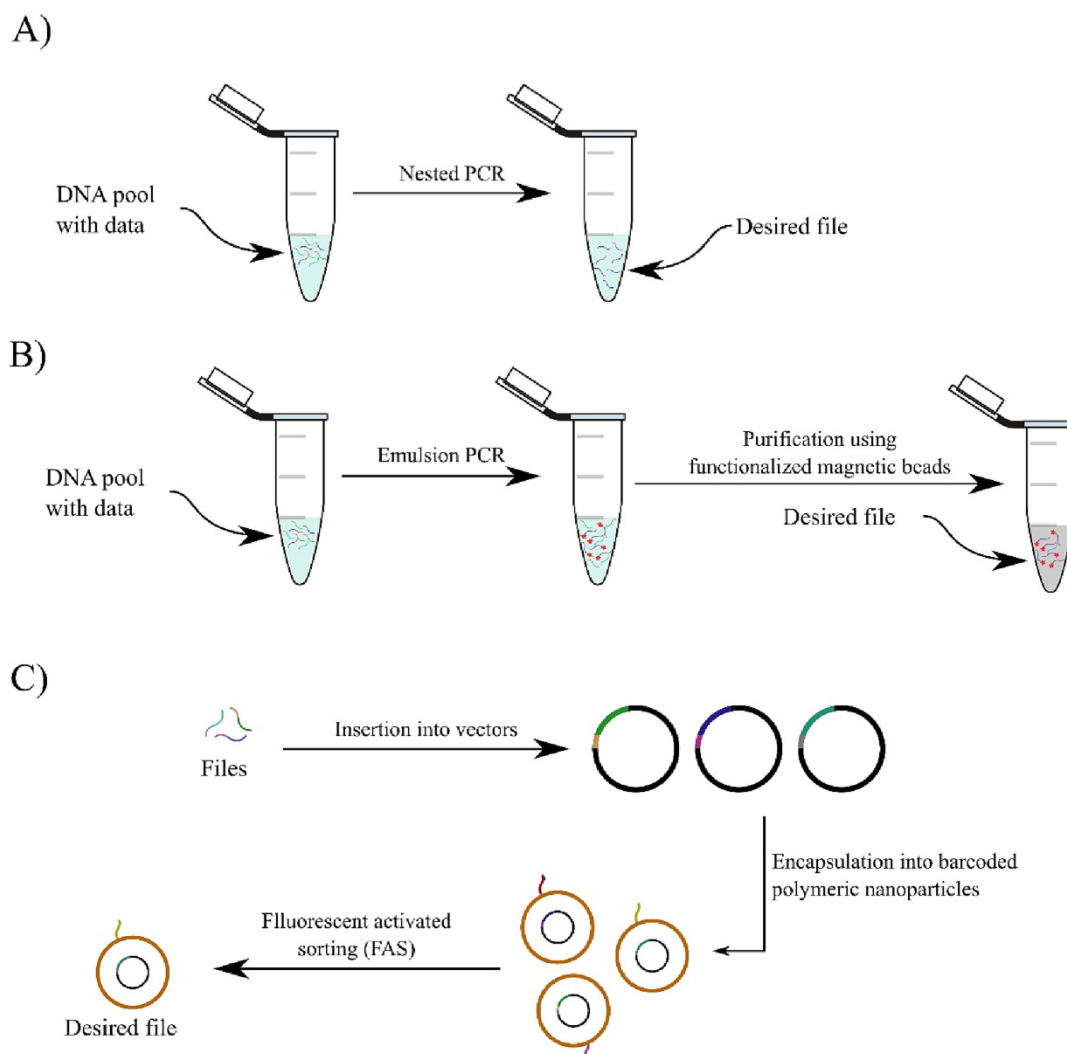 A)
DNA pool
with data
Nested PCR
Desired file
B)
DNA pool
with data
Emulsion PCR
Purification using
functionalized magnetic beads
Desired file
C)
Files
Insertion into vectors
Encapsulation into barcoded
polymeric nanoparticles
Flluorescent activated
sorting (FAS)
Desired file